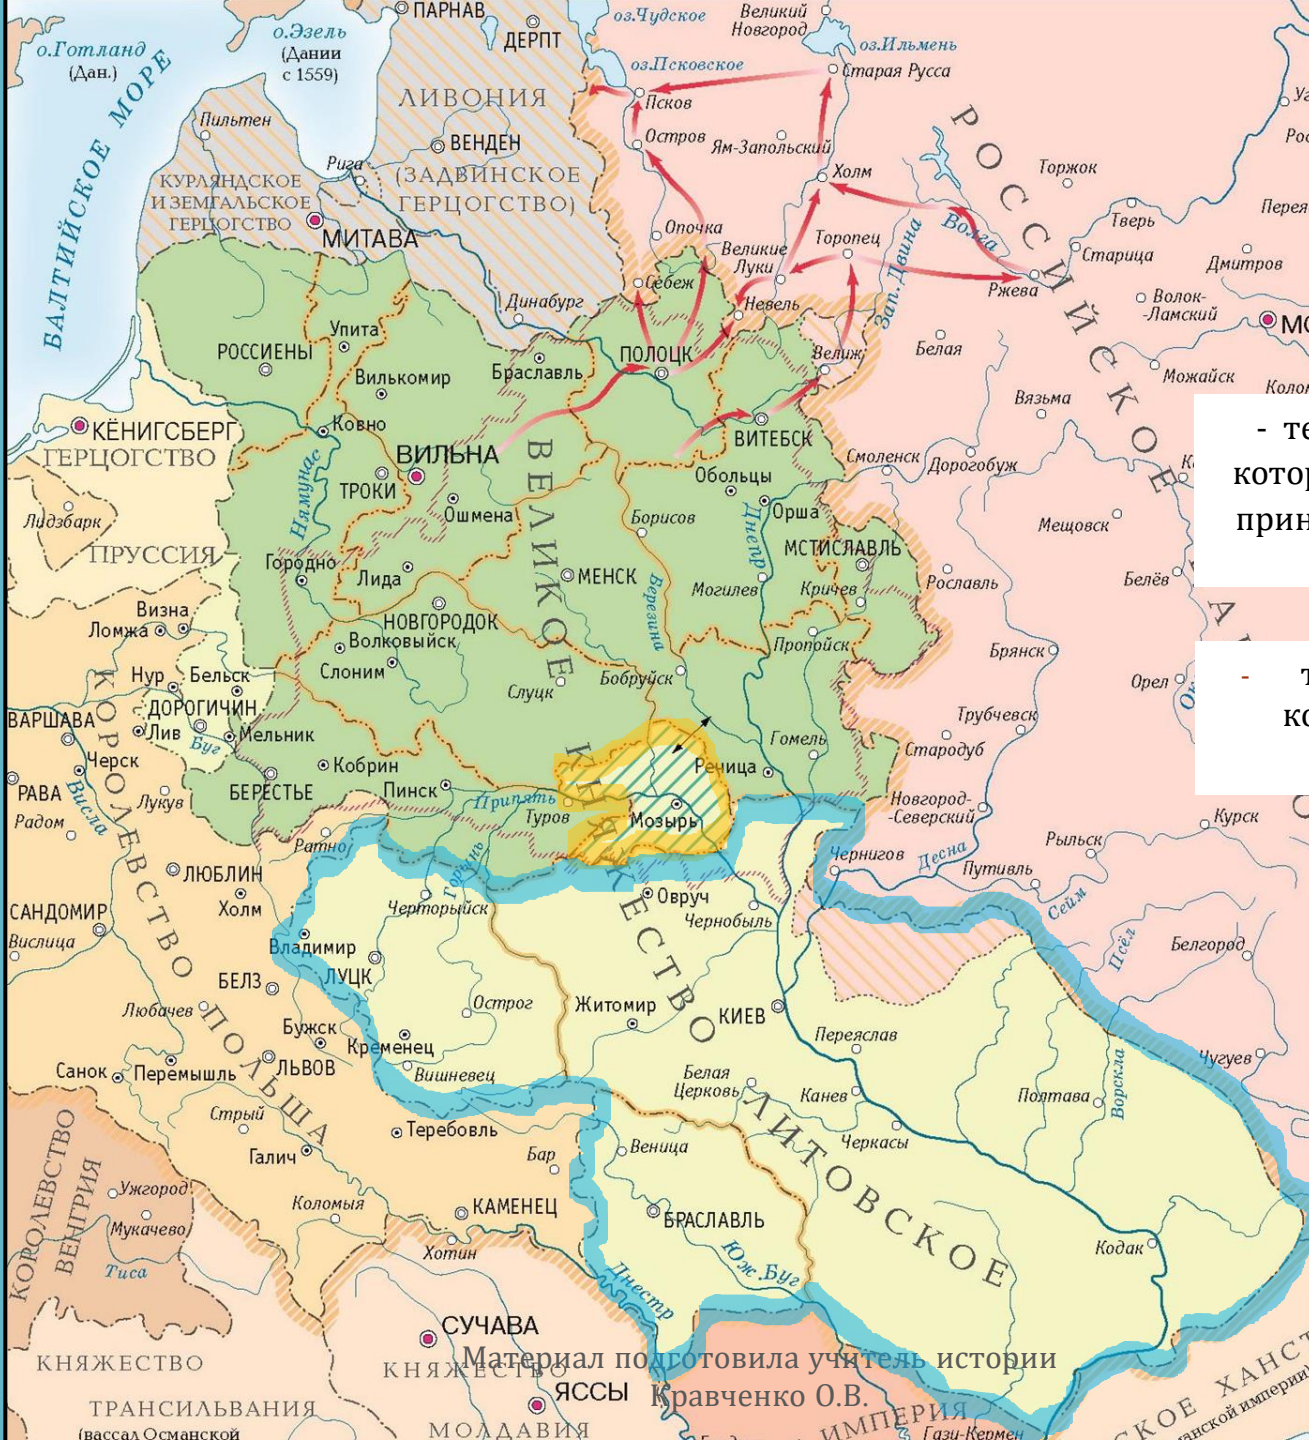 ПАРНАВ
оз.Чудское
Великий
Новгород
о.Готланд
(Дан.)
о.Эзель
(Дании
с 1559)
ДЕРПТ
оз.Ильмень
оз.Псковское
Старая Русса
БАЛТИЙСКОЕ МОРЕ
ЛИВОНИЯ
Псков
Пильтен
ВЕНДЕН
Остров
Ям-Запольский
РОССИЙСКОЕ
Рига
(ЗАДВИНСКОЕ
ГЕРЦОГСТВО)
КУРЛЯНДСКОЕ
И ЗЕМГАЛЬСКОЕ
ГЕРЦОГСТВО
Холм
Торжок
МИТАВА
Опочка
Великие
Луки
Торопец
Зап. Двина
Волга
Тверь
Старица
Дмитров
Себеж
Невель
Ржева
Волок-
-Ламский
Динабург
Упита
РОССИЕНЫ
Вилькомир
Браславль
ПОЛОЦК
Велиж
Белая
Можайск
Вязьма
КЁНИГСБЕРГ
ГЕРЦОГСТВО
ПРУССИЯ
Ковно
ВИЛЬНА
ТРОКИ
Ошмена
ВИТЕБСК
Обольцы
Орша
Смоленск
Дорогобуж
Лидзбарк
Нямунас
ВЕЛИКОЕ
Борисов
Днепр
Мещовск
МСТИСЛАВЛЬ
Городно
Лида
МЕНСК
Березина
Могилев
Кричев
Рославль
Белёв
Визна
Ломжа
НОВГОРОДОК
Волковыйск
Пропойск
Слоним
Слуцк
Бобруйск
Брянск
Орел
Нур
Бельск
ДОРОГИЧИН
ВАРШАВА
Лив
Буг
Мельник
Трубчевск
Стародуб
Гомель
КНЯЖЕСТВО
Черск
Кобрин
Пинск
Речица
РАВА
Висла
Лукув
БЕРЕСТЬЕ
Припять
Туров
Мозырь
Новгород-
-Северский
Радом
Ратно
Курск
Рыльск
КОРОЛЕВСТВО ПОЛЬША
ЛЮБЛИН
Горынь
Чернигов
Десна
Путивль
Сейм
Холм
Черторыйск
Овруч
Чернобыль
САНДОМИР
Вислица
Владимир
ЛУЦК
Псёл
Белгород
БЕЛЗ
Любачев
Острог
Житомир
КИЕВ
Переяслав
Бужск
Кременец
Вишневец
Чугуев
Санок
Перемышль
ЛЬВОВ
Белая
Церковь
Канев
Полтава
Ворскла
Стрый
Теребовль
Черкасы
ЛИТОВСКОЕ
Галич
Бар
Веница
КОРОЛЕВСТВО
ВЕНГРИЯ
Ужгород
Мукачево
Тиса
Коломыя
КАМЕНЕЦ
БРАСЛАВЛЬ
Хотин
Юж.Буг
Кодак
Днестр
СУЧАВА
КНЯЖЕСТВО
ТРАНСИЛЬВАНИЯ
(вассал Османской
КНЯЖЕСТВО
МОЛДАВИЯ
ЯССЫ
Материал подготовила учитель истории
Кравченко О.В.
ИМПЕРИЯ
Гази-Кермен